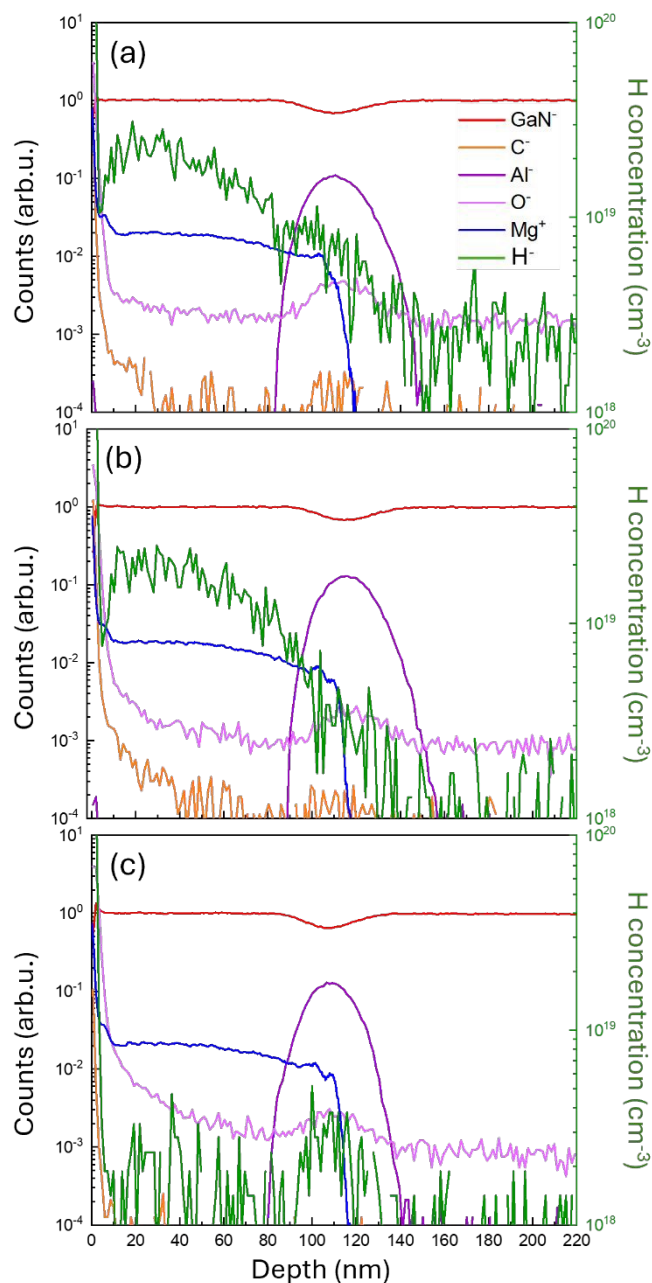 (a)
Counts (arb.u.)
10¹
10⁰
10⁻¹
10⁻²
10⁻³
10⁻⁴
GaN⁻
C⁻
Al⁻
O⁻
Mg⁺
H⁻
10²⁰
10¹⁹
10¹⁸
H concentration (cm⁻³)
(b)
Counts (arb.u.)
10¹
10⁰
10⁻¹
10⁻²
10⁻³
10⁻⁴
10²⁰
10¹⁹
10¹⁸
H concentration (cm⁻³)
(c)
Counts (arb.u.)
10¹
10⁰
10⁻¹
10⁻²
10⁻³
10⁻⁴
10²⁰
10¹⁹
10¹⁸
H concentration (cm⁻³)
0 20 40 60 80 100 120 140 160 180 200 220
Depth (nm)